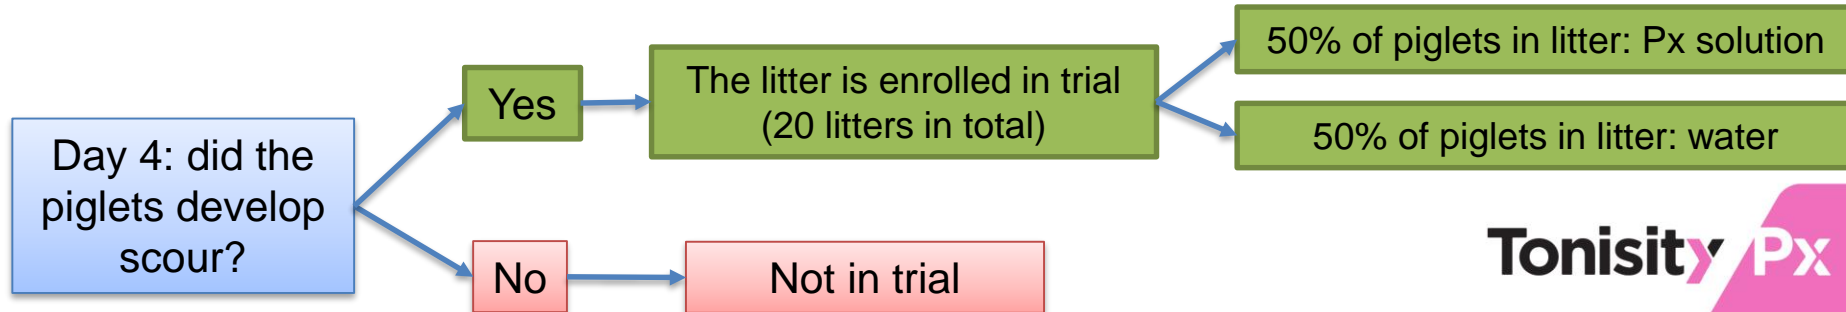 Day 4: did the
piglets develop
scour?
Yes
The litter is enrolled in trial
(20 litters in total)
50% of piglets in litter: Px solution
50% of piglets in litter: water
No
Not in trial
Tonisity Px